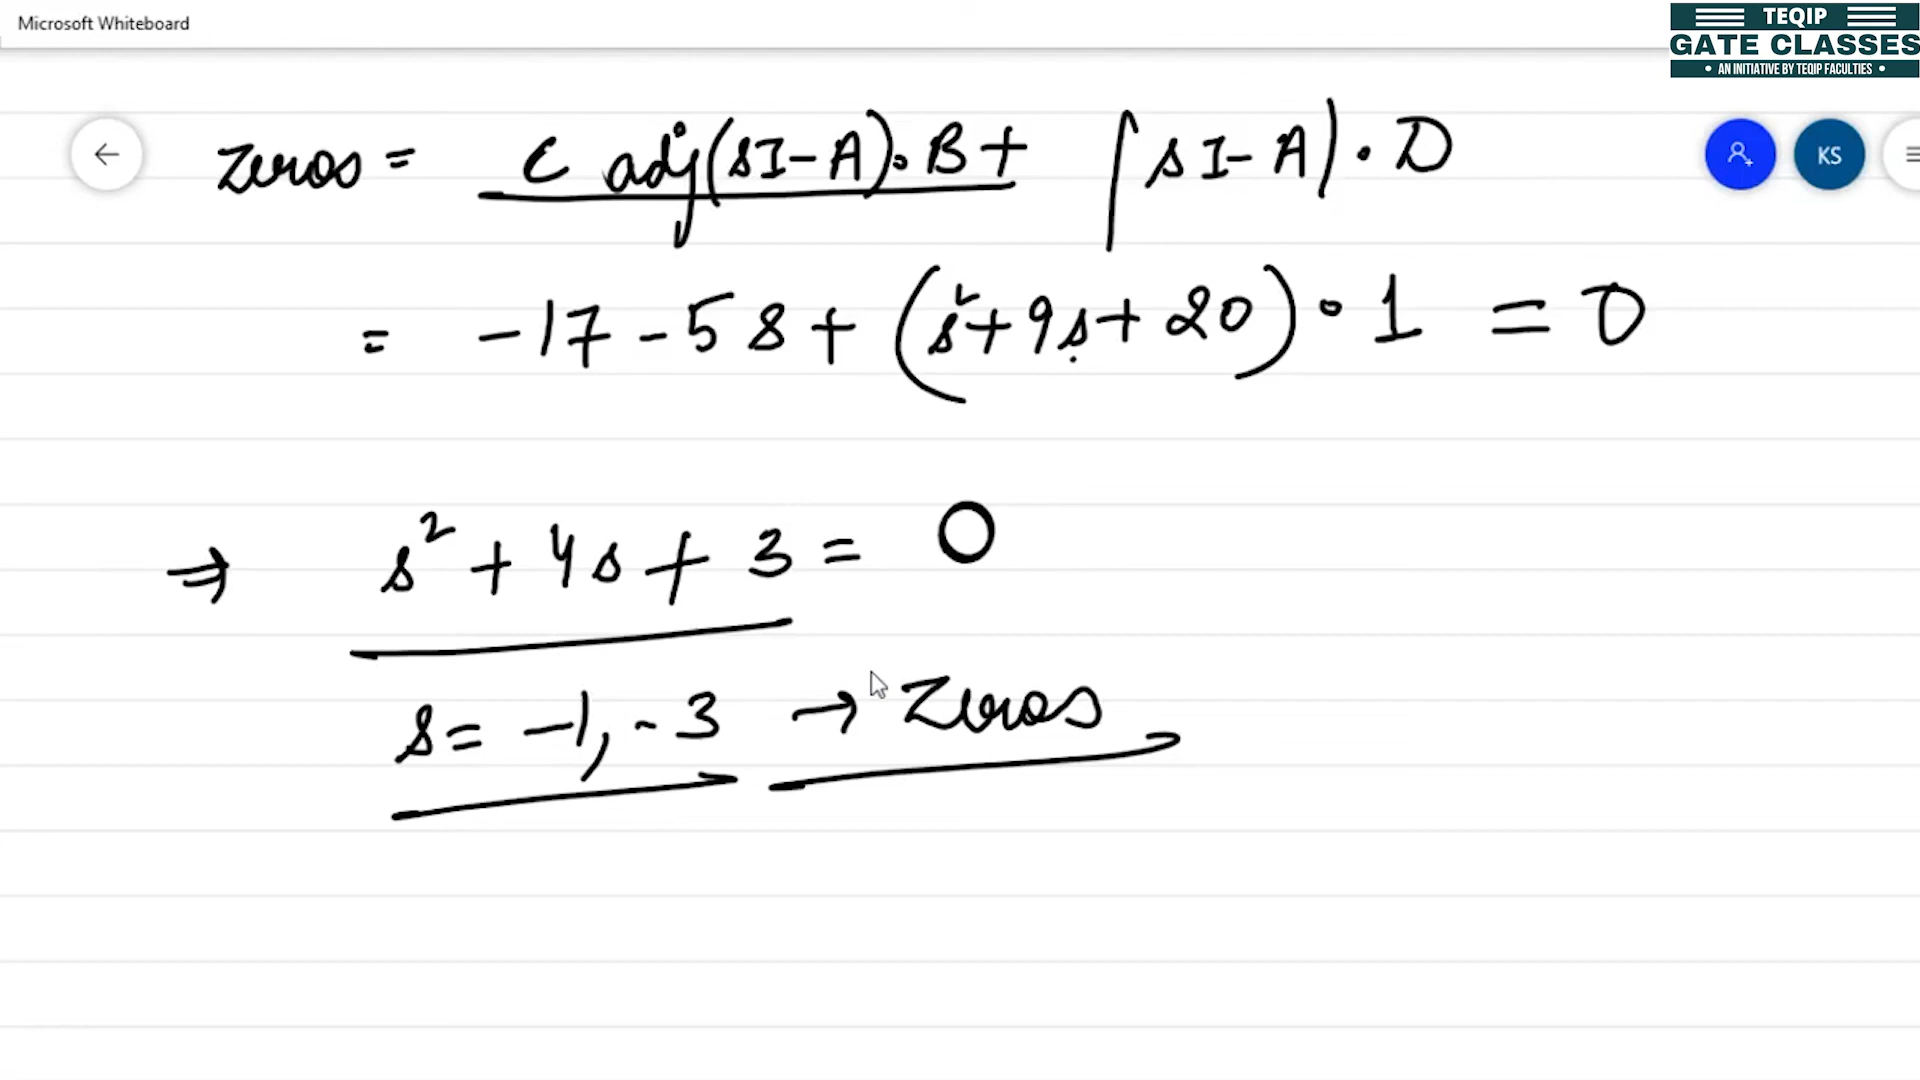 Microsoft Whiteboard
TEQIP
GATE CLASSES
• AN INITIATIVE BY TEQIP FACULTIES •
KS
zeros = C adj(sI-A).B + |sI-A|.D
= -17-5s+(s²+9s+20).1 = 0
⇒ s²+4s+3 = 0
s = -1,-3 → zeros